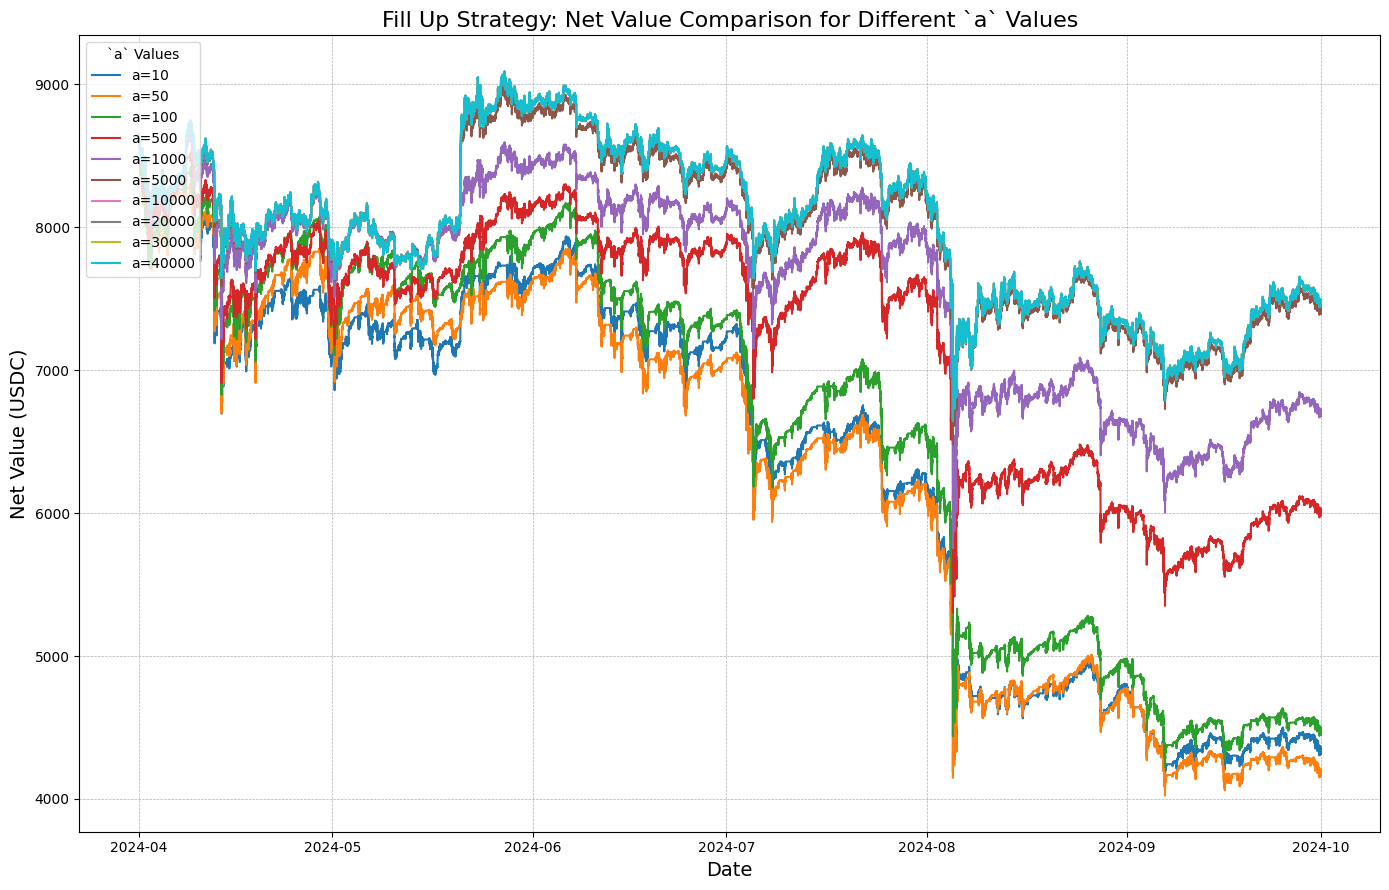 Fill Up Strategy: Net Value Comparison for Different `a` Values
`a` Values
a=10
a=50
a=100
a=500
a=1000
a=5000
a=10000
a=20000
a=30000
a=40000
Net Value (USDC)
9000
8000
7000
6000
5000
4000
2024-04
2024-05
2024-06
2024-07
2024-08
2024-09
2024-10
Date